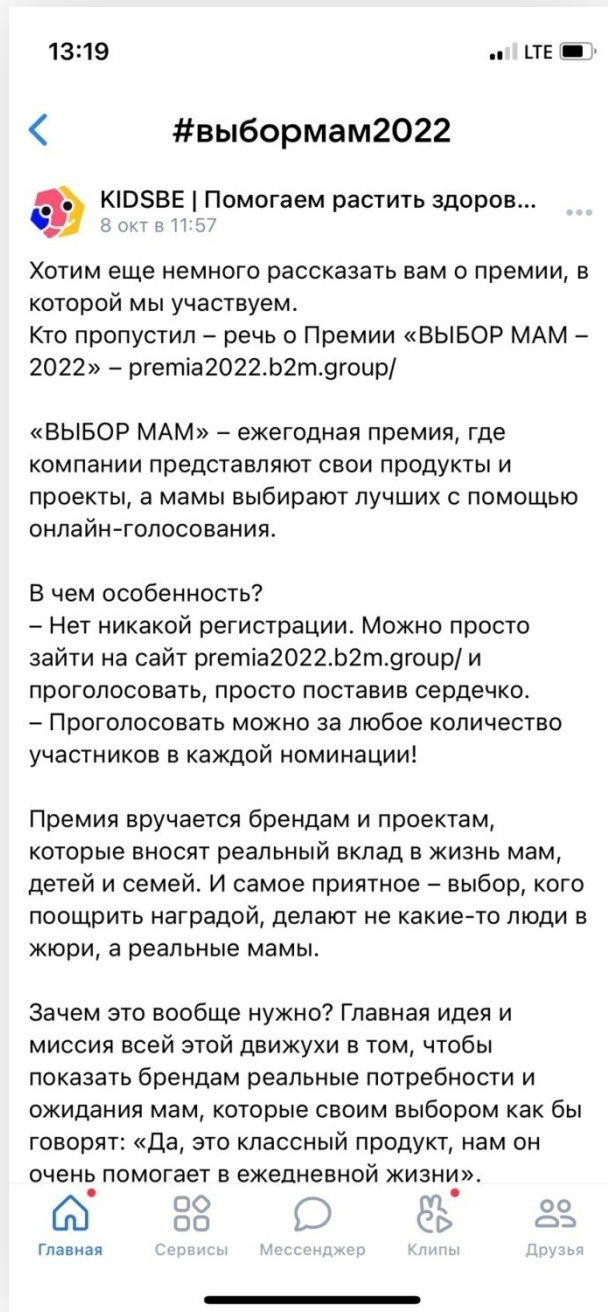 13:19
LTE
#выбормам2022
KIDSBE | Помогаем растить здоров...
8 окт в 11:57
Хотим еще немного рассказать вам о премии, в
которой мы участвуем.
Кто пропустил – речь о Премии «ВЫБОР МАМ –
2022» – premia2022.b2m.group/
«ВЫБОР МАМ» – ежегодная премия, где
компании представляют свои продукты и
проекты, а мамы выбирают лучших с помощью
онлайн-голосования.
В чем особенность?
– Нет никакой регистрации. Можно просто
зайти на сайт premia2022.b2m.group/ и
проголосовать, просто поставив сердечко.
– Проголосовать можно за любое количество
участников в каждой номинации!
Премия вручается брендам и проектам,
которые вносят реальный вклад в жизнь мам,
детей и семей. И самое приятное – выбор, кого
поощрить наградой, делают не какие-то люди в
жюри, а реальные мамы.
Зачем это вообще нужно? Главная идея и
миссия всей этой движухи в том, чтобы
показать брендам реальные потребности и
ожидания мам, которые своим выбором как бы
говорят: «Да, это классный продукт, нам он
очень помогает в ежедневной жизни».
Главная
Сервисы
Мессенджер
Клипы
Друзья